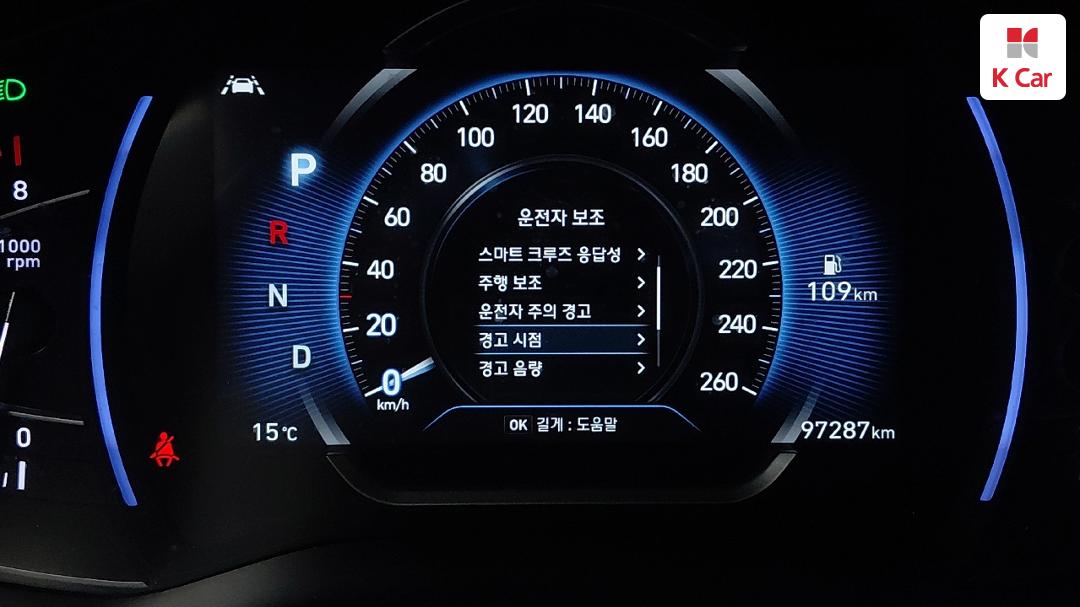 K Car
8
1000
rpm
0
P
R
N
D
15℃
0
20
40
60
80
100
120
140
160
180
200
220
240
260
km/h
운전자 보조
스마트 크루즈 응답성 >
주행 보조 >
운전자 주의 경고 >
경고 시점 >
경고 음량 >
OK 길게 : 도움말
109km
97287km